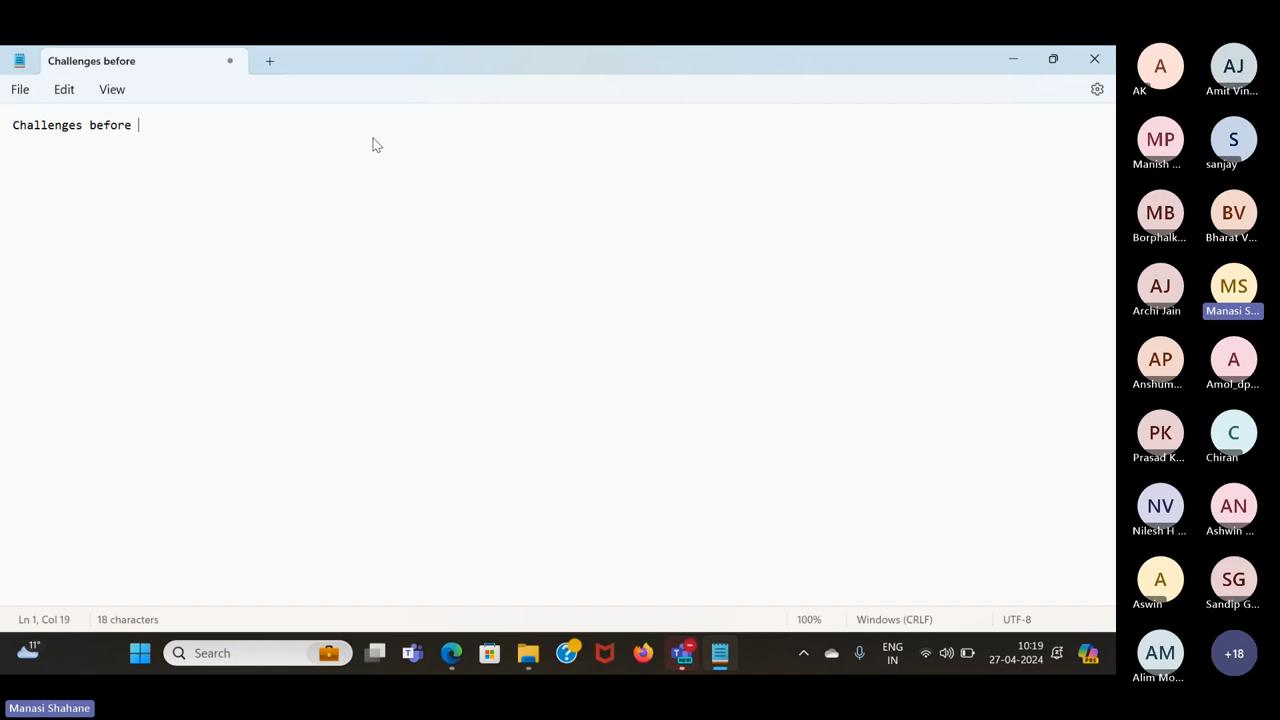 Challenges before
File Edit View
Challenges before
Ln 1, Col 19 18 characters 100% Windows (CRLF) UTF-8
11°
Search
NEW
ENG
IN
10:19
27-04-2024
PRE
Manasi Shahane
A AJ
AK Amit Vin...
MP S
Manish ... sanjay
MB BV
Borphalk... Bharat V...
AJ MS
Archi Jain Manasi S...
AP A
Anshum... Amol_dp...
PK C
Prasad K... Chiran
NV AN
Nilesh H ... Ashwin ...
A SG
Aswin Sandip G...
AM +18
Alim Mo...